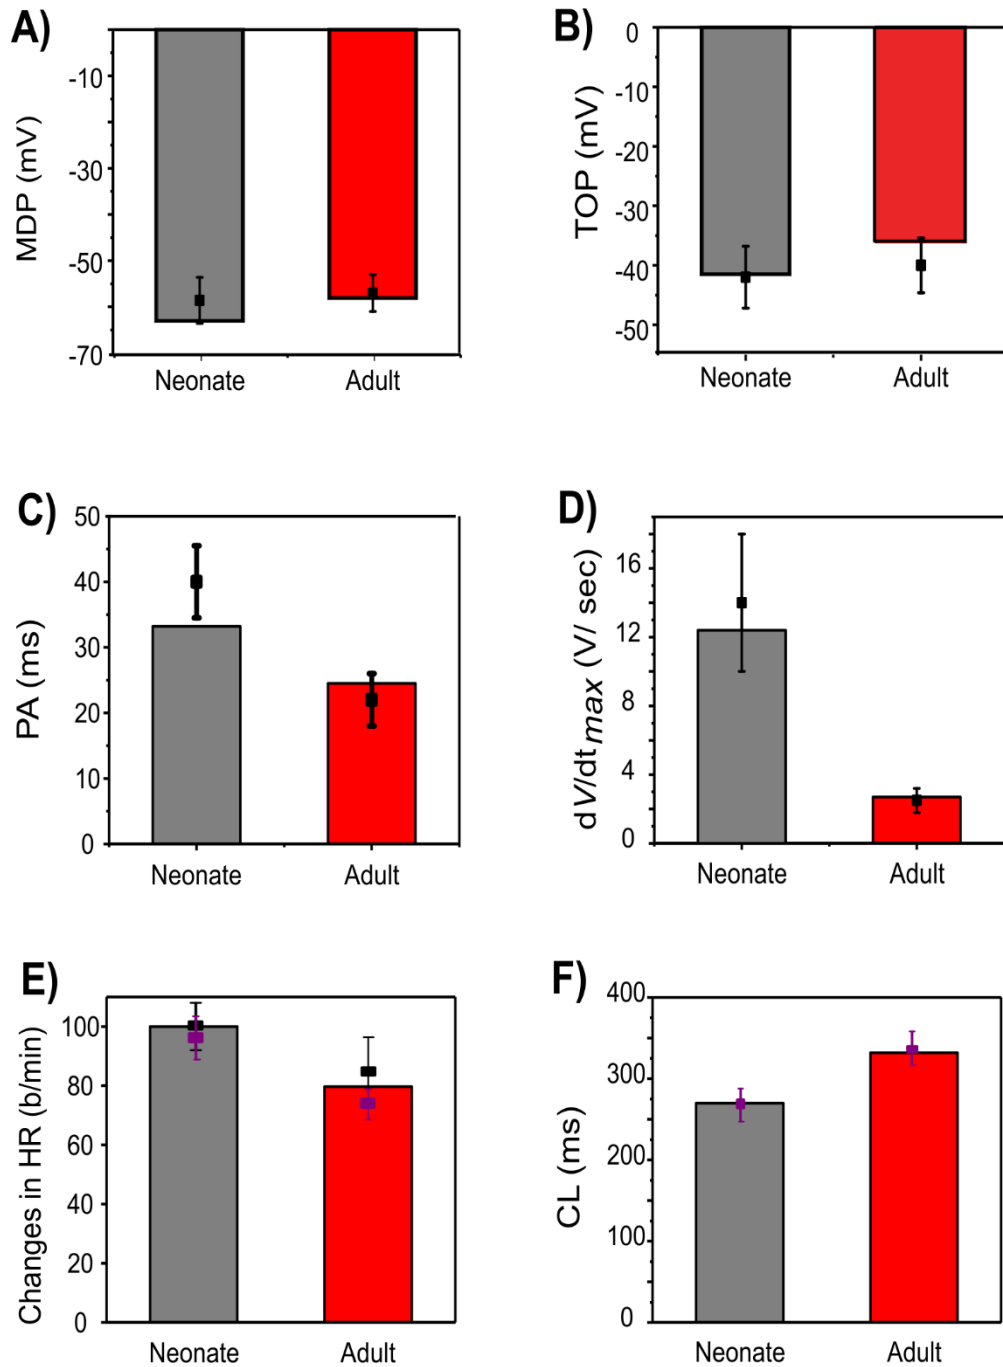 A)
MDP (mV)
-10
-30
-50
-70
Neonate
Adult
B)
TOP (mV)
0
-10
-20
-30
-40
-50
Neonate
Adult
C)
PA (ms)
50
40
30
20
10
0
Neonate
Adult
D)
dV/dt max (V/ sec)
16
12
8
4
0
Neonate
Adult
E)
Changes in HR (b/min)
100
80
60
40
20
0
Neonate
Adult
F)
CL (ms)
400
300
200
100
0
Neonate
Adult